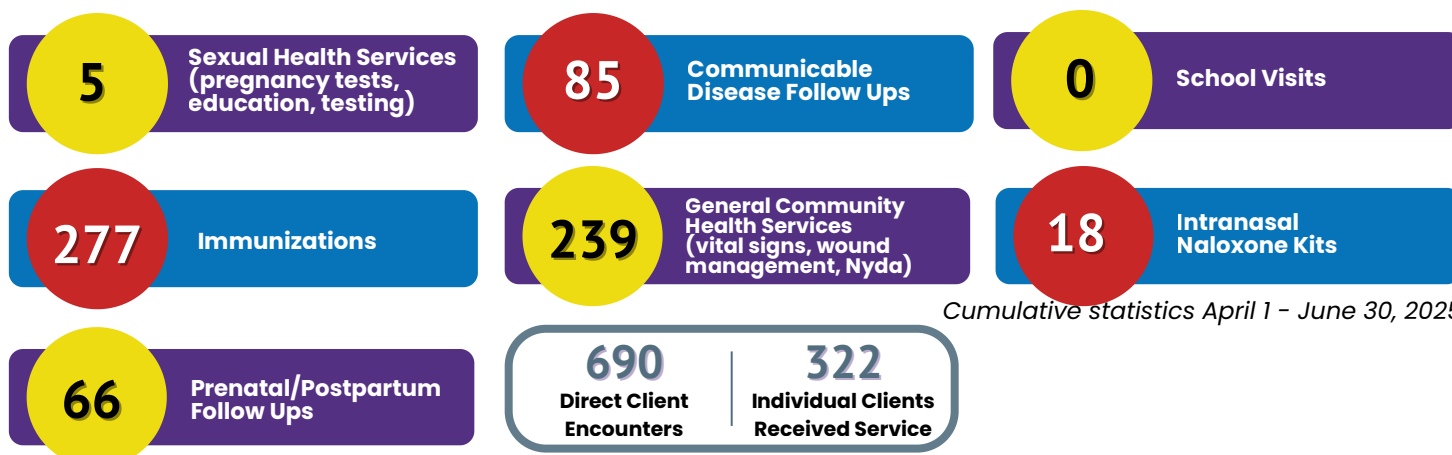 5
Sexual Health Services
(pregnancy tests,
education, testing)
85
Communicable
Disease Follow Ups
0
School Visits
277
Immunizations
239
General Community
Health Services
(vital signs, wound
management, Nyda)
18
Intranasal
Naloxone Kits
Cumulative statistics April 1 - June 30, 2025
66
Prenatal/Postpartum
Follow Ups
690
Direct Client
Encounters
322
Individual Clients
Received Service